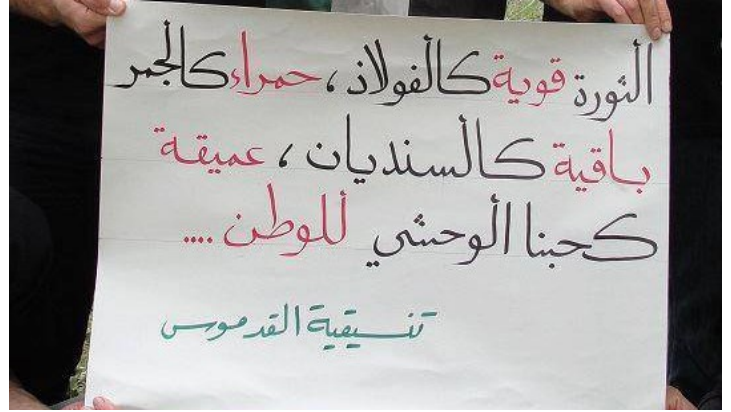 الثورة قوية كالفولاذ، حمراء كالجمر
باقية كالسنديان، عميقة
كحبنا الوحشي للوطن ....
تنسيقية القدموس